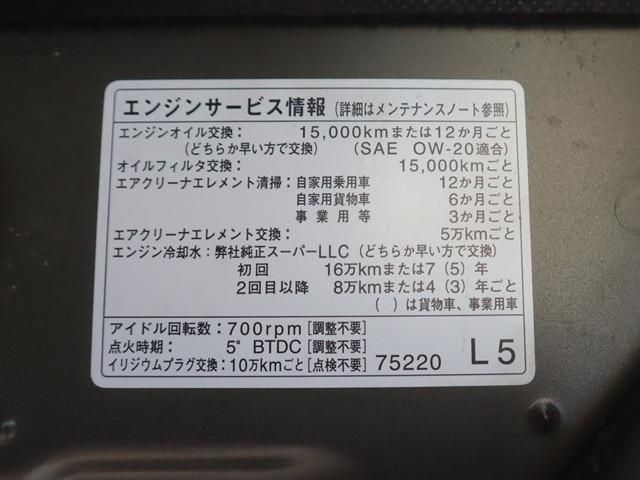 エンジンサービス情報 (詳細はメンテナンスノート参照)
エンジンオイル交換: 15,000kmまたは12か月ごと
(どちらか早い方で交換) (SAE 0W-20適合)
オイルフィルタ交換: 15,000kmごと
エアクリーナエレメント清掃:自家用乗用車 12か月ごと
自家用貨物車 6か月ごと
事業用等 3か月ごと
エアクリーナエレメント交換: 5万kmごと
エンジン冷却水:弊社純正スーパーLLC (どちらか早い方で交換)
初回 16万kmまたは7 (5) 年
2回目以降 8万kmまたは4 (3) 年ごと
( )は貨物車、事業用車
アイドル回転数:700rpm [調整不要]
点火時期: 5° BTDC [調整不要]
イリジウムプラグ交換:10万kmごと[点検不要] 75220 L5